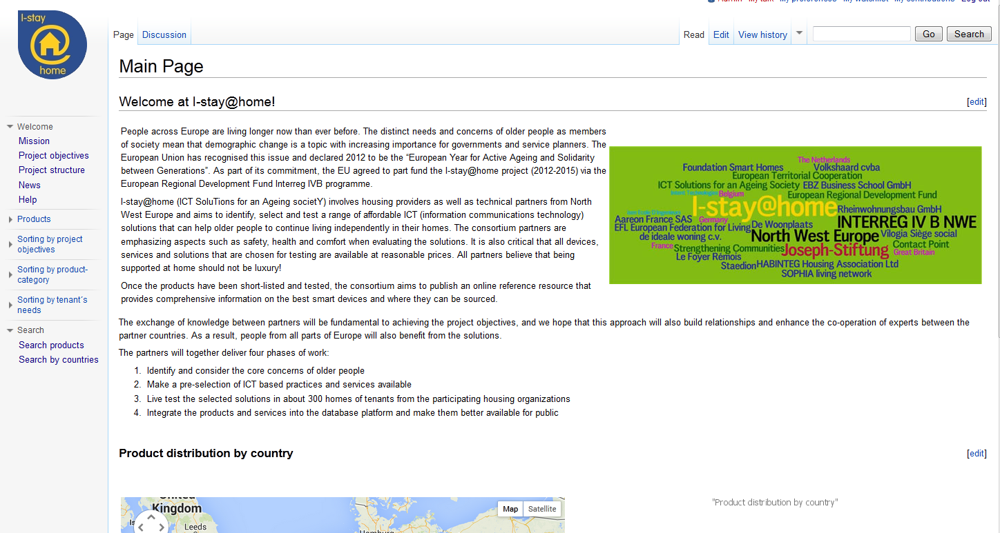 Admin My talk My preferences My watchlist My contributions Log out
I-stay
home
Page Discussion
Read Edit View history
Go Search
Main Page
Welcome at I-stay@home!
[edit]
Welcome
Mission
Project objectives
Project structure
News
Help
Products
Sorting by project
objectives
Sorting by product-
category
Sorting by tenant´s
needs
Search
Search products
Search by countries
People across Europe are living longer now than ever before. The distinct needs and concerns of older people as members
of society mean that demographic change is a topic with increasing importance for governments and service planners. The
European Union has recognised this issue and declared 2012 to be the “European Year for Active Ageing and Solidarity
between Generations”. As part of its commitment, the EU agreed to part fund the I-stay@home project (2012-2015) via the
European Regional Development Fund Interreg IVB programme.
I-stay@home (ICT SoluTions for an Ageing societY) involves housing providers as well as technical partners from North
West Europe and aims to identify, select and test a range of affordable ICT (information communications technology)
solutions that can help older people to continue living independently in their homes. The consortium partners are
emphasizing aspects such as safety, health and comfort when evaluating the solutions. It is also critical that all devices,
services and solutions that are chosen for testing are available at reasonable prices. All partners believe that being
supported at home should not be luxury!
Once the products have been short-listed and tested, the consortium aims to publish an online reference resource that
provides comprehensive information on the best smart devices and where they can be sourced.
The Netherlands
Foundation Smart Homes Volkshaard cvba
European Territorial Cooperation
ICT Solutions for an Ageing Society EBZ Business School GmbH
Belgium European Regional Development Fund
I-stay@home Rheinwohnungsbau GmbH
Aareon France SAS Germany INTERREG IV B NWE
EFL European Federation for Living De Woonplaats
de ideale woning c.v. North West Europe Vilogia Siège social
France Strengthening Communities Joseph-Stiftung Contact Point
Le Foyer Rémois Great Britain
Staedion HABINTEG Housing Association Ltd
SOPHIA living network
The exchange of knowledge between partners will be fundamental to achieving the project objectives, and we hope that this approach will also build relationships and enhance the co-operation of experts between the
partner countries. As a result, people from all parts of Europe will also benefit from the solutions.
The partners will together deliver four phases of work:
1. Identify and consider the core concerns of older people
2. Make a pre-selection of ICT based practices and services available
3. Live test the selected solutions in about 300 homes of tenants from the participating housing organizations
4. Integrate the products and services into the database platform and make them better available for public
Product distribution by country
[edit]
United
Kingdom
Leeds
Hamburg
Map Satellite
"Product distribution by country"